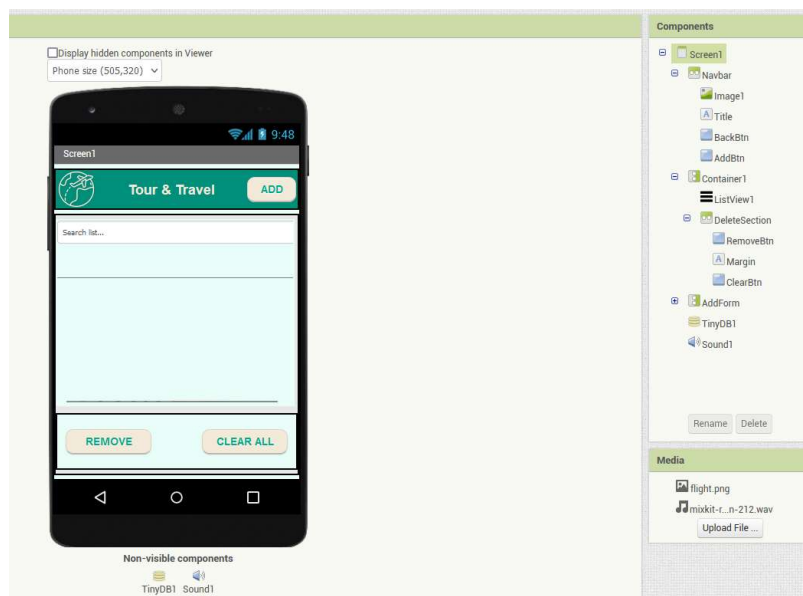 Display hidden components in Viewer
Phone size (505,320)
9:48
Screen1
Tour & Travel
ADD
Search list...
REMOVE
CLEAR ALL
Non-visible components
TinyDB1
Sound1
Components
Screen1
Navbar
Image1
Title
BackBtn
AddBtn
Container1
ListView1
DeleteSection
RemoveBtn
Margin
ClearBtn
AddForm
TinyDB1
Sound1
Rename
Delete
Media
flight.png
mixkit-r...n-212.wav
Upload File ...